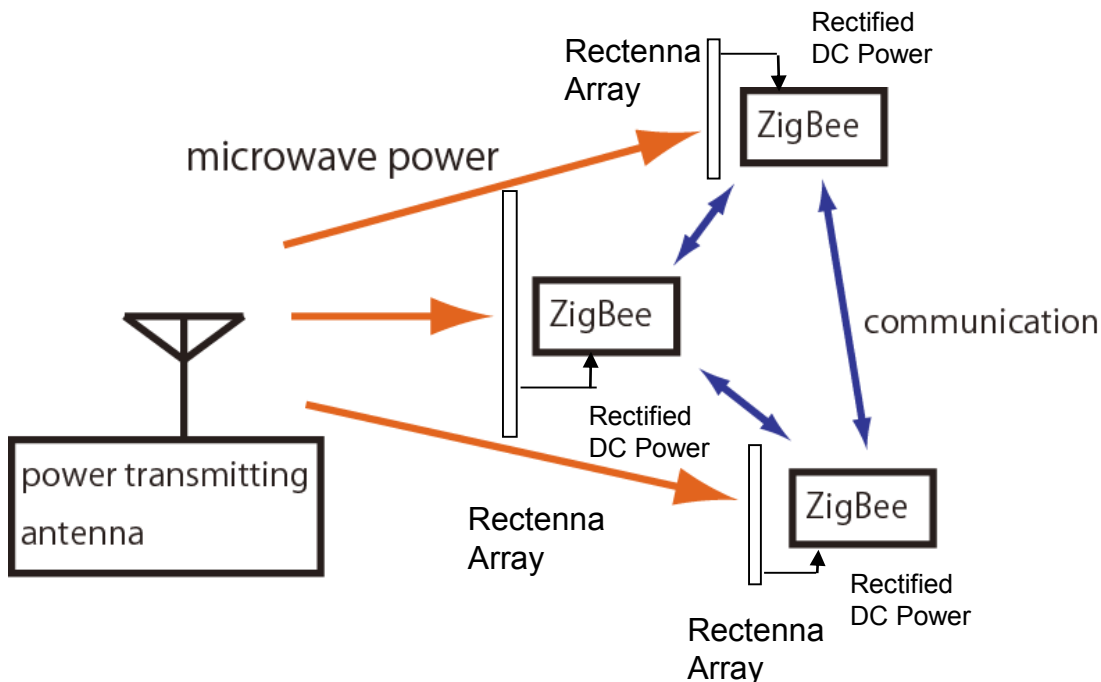 Rectified
DC Power
Rectenna
Array
ZigBee
microwave power
ZigBee
communication
Rectified
DC Power
power transmitting
antenna
Rectenna
Array
ZigBee
Rectified
DC Power
Rectenna
Array